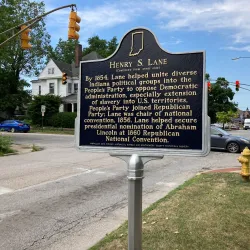 HENRY S. LANE
By 1854, Lane helped unite diverse
Indiana political groups into the
People's Party to oppose Democratic
administration, especially extension
of slavery into U.S. territories.
People's Party joined Republican
Party; Lane was chair of national
convention, 1856. Lane helped secure
presidential nomination of Abraham
Lincoln at 1860 Republican
National Convention.